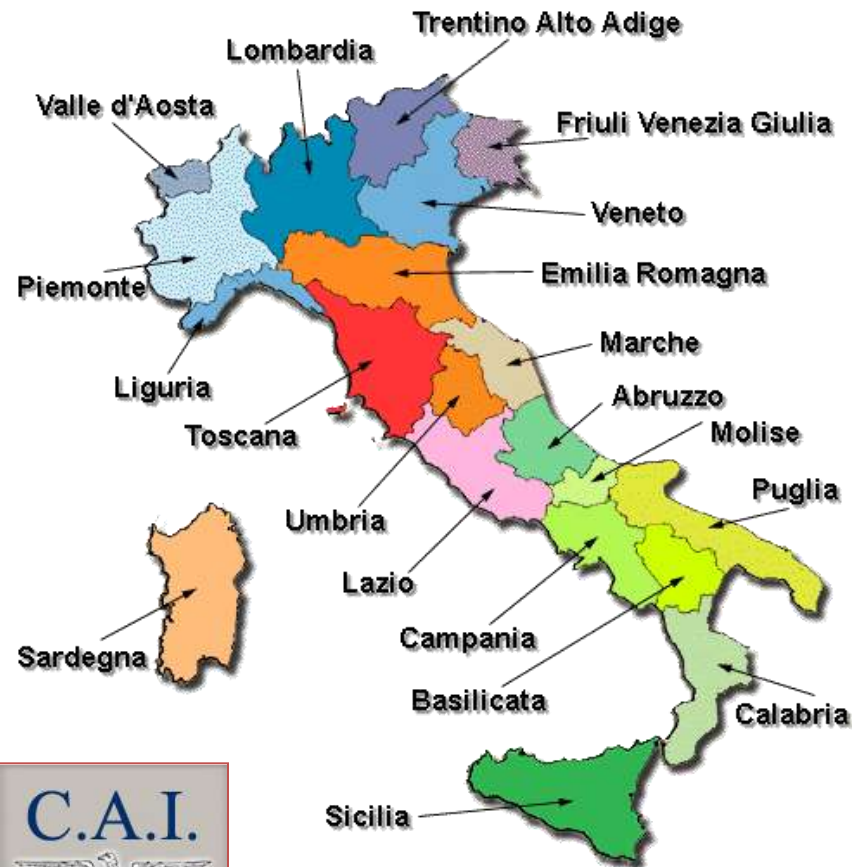 Trentino Alto Adige
Lombardia
Valle d'Aosta
Friuli Venezia Giulia
Veneto
Emilia Romagna
Piemonte
Marche
Liguria
Abruzzo
Toscana
Molise
Puglia
Umbria
Lazio
Campania
Sardegna
Basilicata
Calabria
Sicilia
C.A.I.